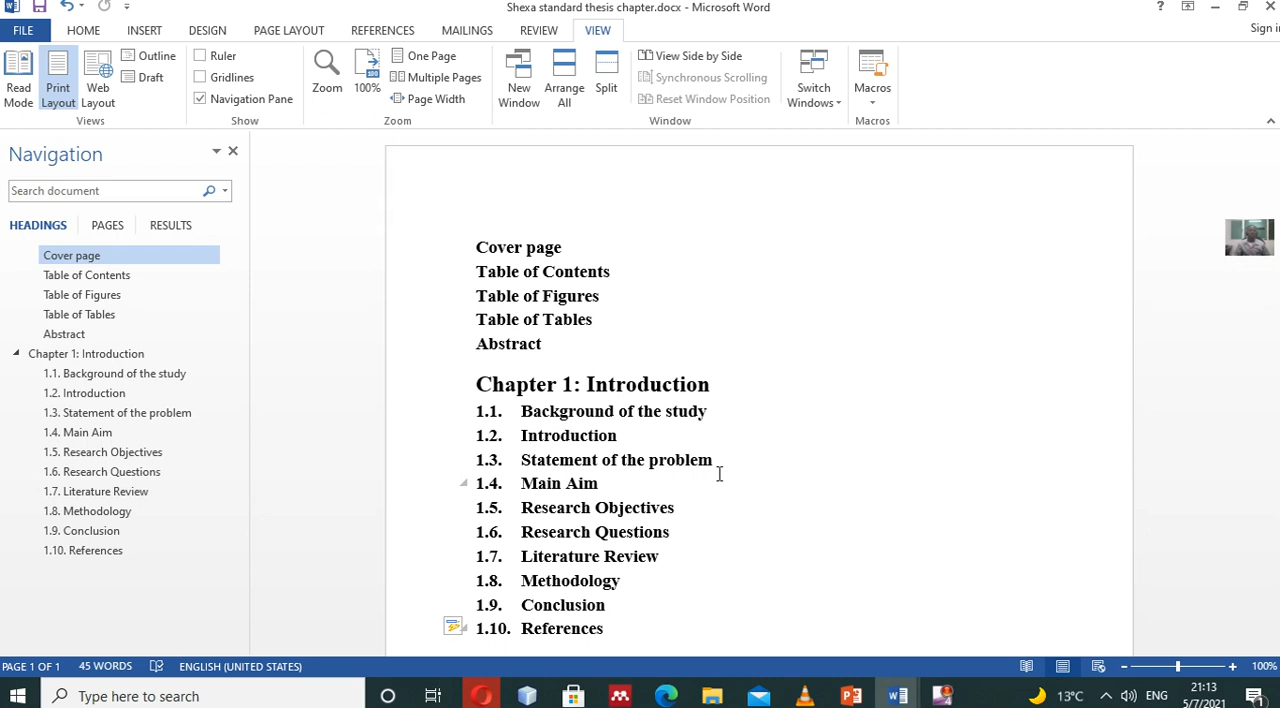 Shexa standard thesis chapter.docx - Microsoft Word
?
FILE HOME INSERT DESIGN PAGE LAYOUT REFERENCES MAILINGS REVIEW VIEW
Sign in
Read Mode
Print Layout
Web Layout
Outline
Draft
Views
Ruler
Gridlines
Navigation Pane
Show
Zoom
100%
One Page
Multiple Pages
Page Width
Zoom
New Window
Arrange All
Split
View Side by Side
Synchronous Scrolling
Reset Window Position
Window
Switch Windows
Macros
Macros
Navigation
Search document
HEADINGS PAGES RESULTS
Cover page
Table of Contents
Table of Figures
Table of Tables
Abstract
Chapter 1: Introduction
1.1. Background of the study
1.2. Introduction
1.3. Statement of the problem
1.4. Main Aim
1.5. Research Objectives
1.6. Research Questions
1.7. Literature Review
1.8. Methodology
1.9. Conclusion
1.10. References
Cover page
Table of Contents
Table of Figures
Table of Tables
Abstract
Chapter 1: Introduction
1.1. Background of the study
1.2. Introduction
1.3. Statement of the problem
1.4. Main Aim
1.5. Research Objectives
1.6. Research Questions
1.7. Literature Review
1.8. Methodology
1.9. Conclusion
1.10. References
PAGE 1 OF 1 45 WORDS ENGLISH (UNITED STATES)
100%
Type here to search
13°C
ENG
21:13
5/7/2021